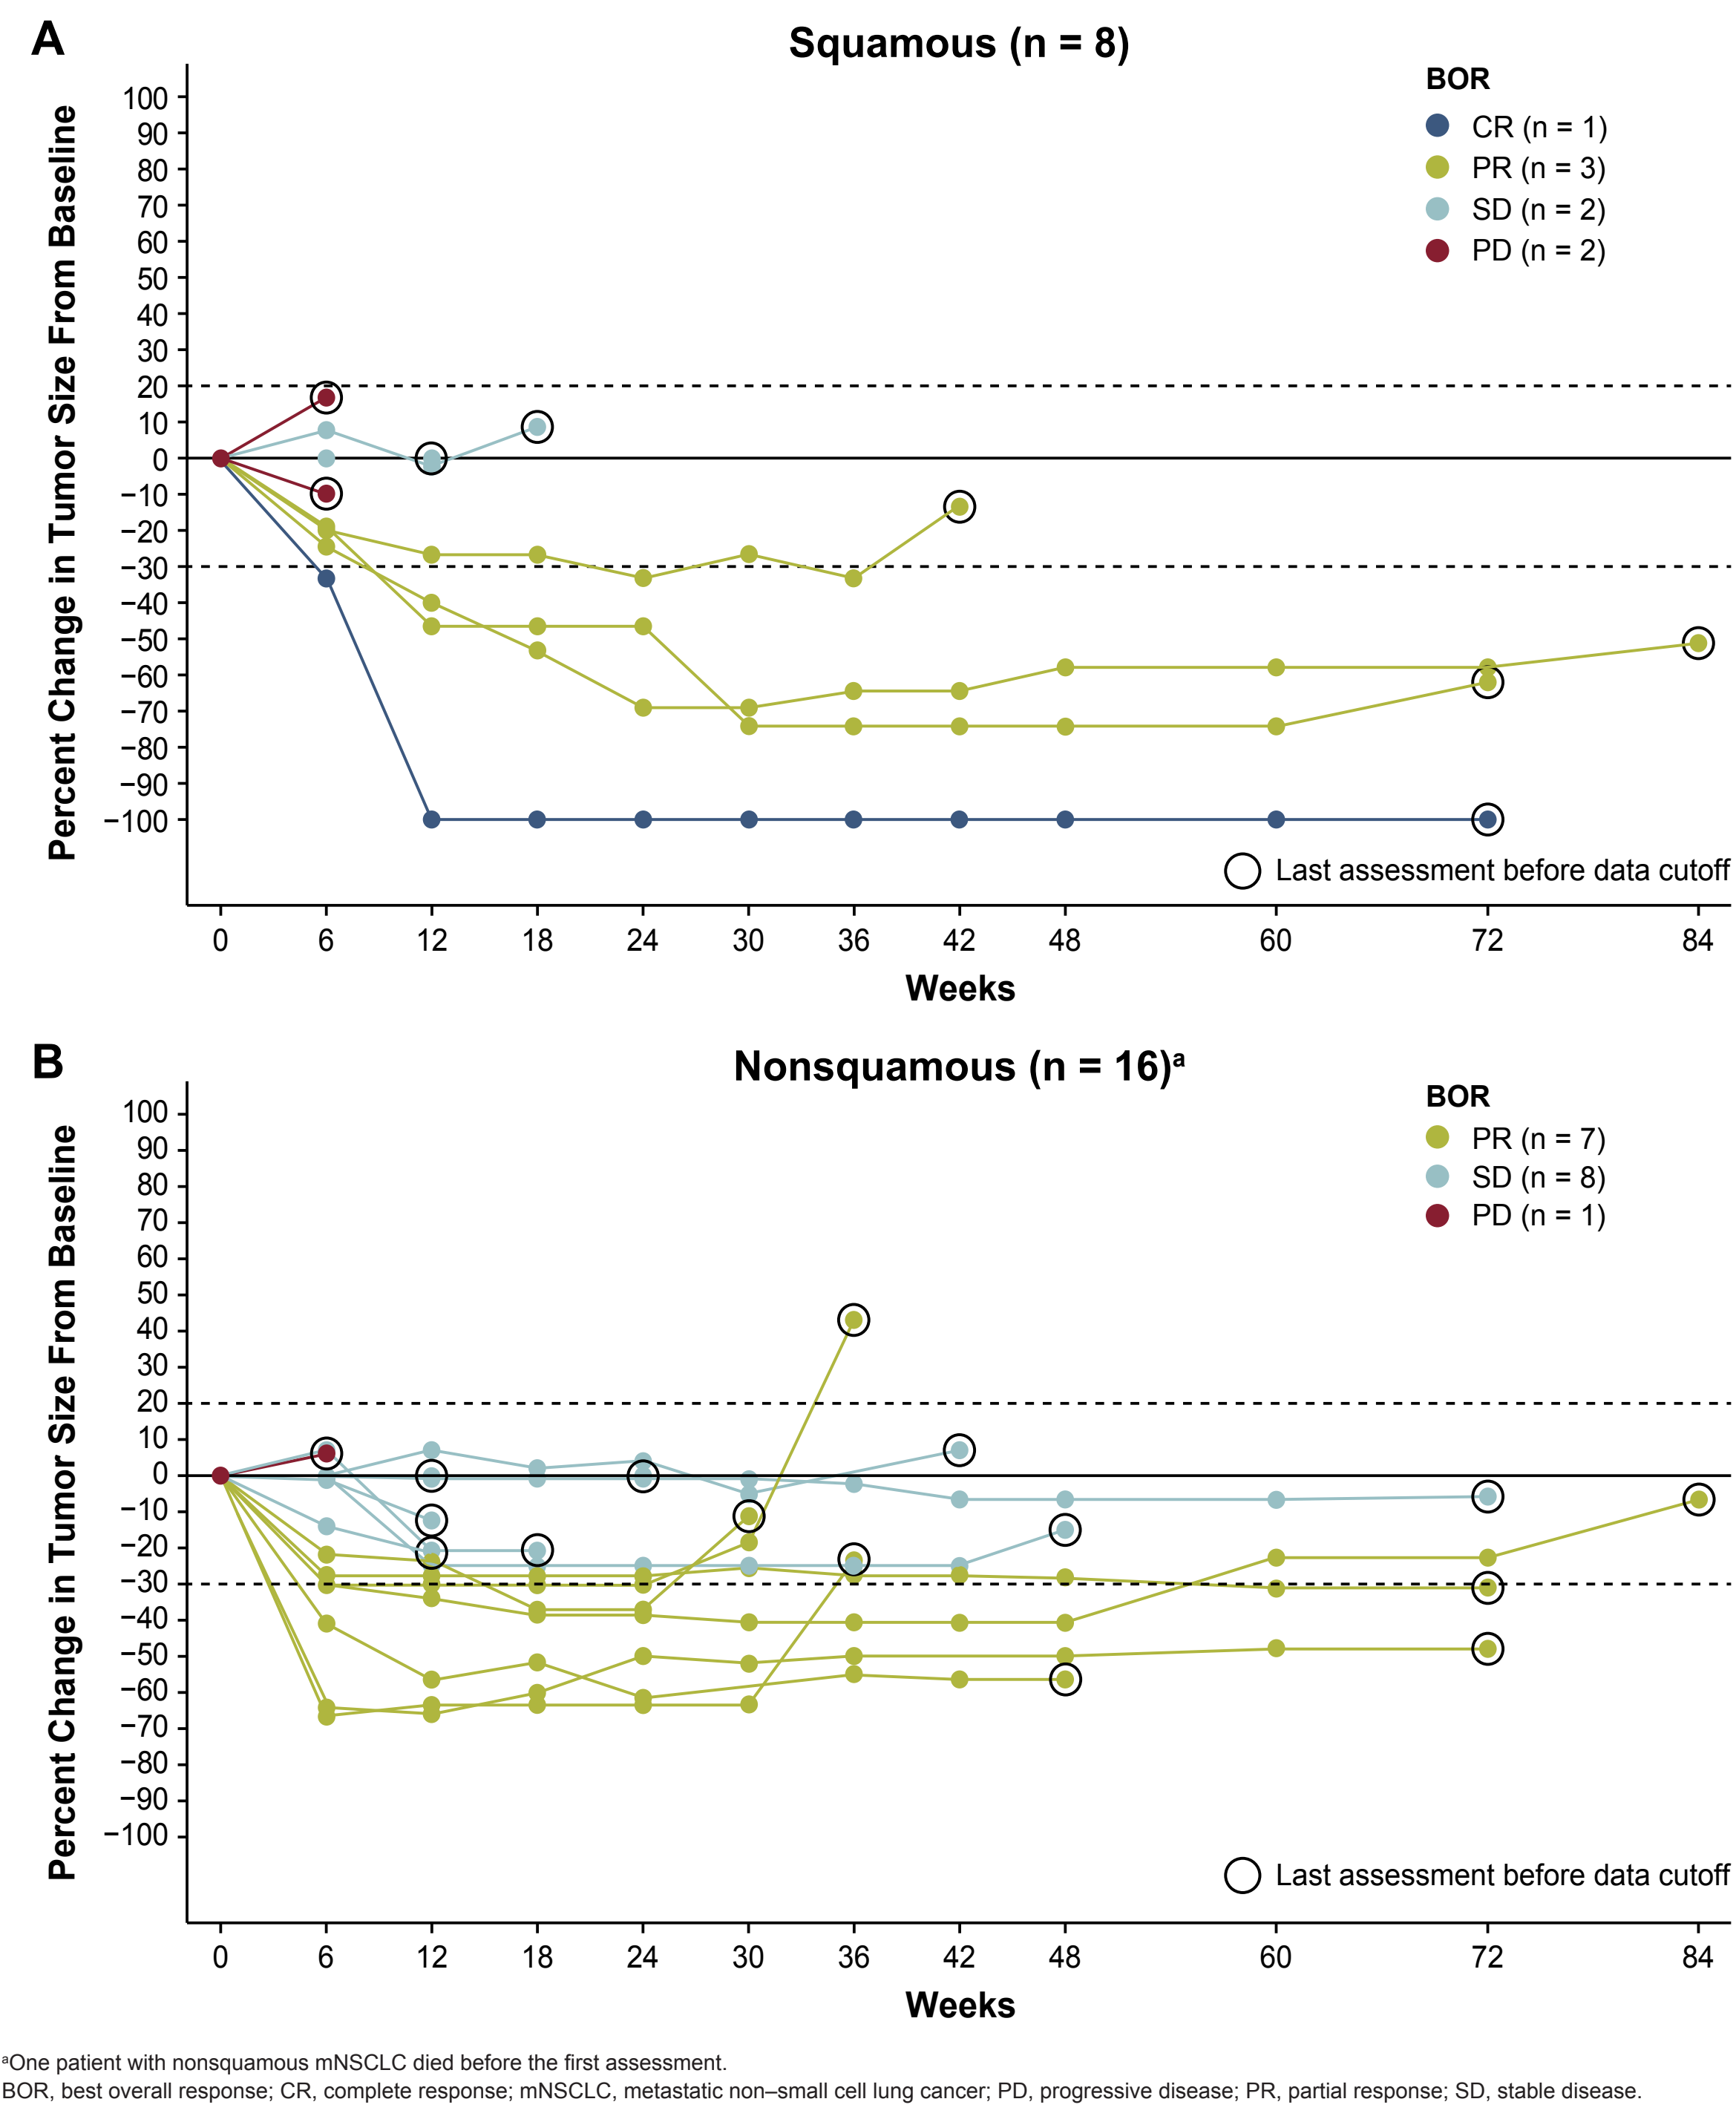 A
Squamous (n = 8)
Percent Change in Tumor Size From Baseline
100
90
80
70
60
50
40
30
20
10
0
−10
−20
−30
−40
−50
−60
−70
−80
−90
−100
BOR
CR (n = 1)
PR (n = 3)
SD (n = 2)
PD (n = 2)
Last assessment before data cutoff
0 6 12 18 24 30 36 42 48 60 72 84
Weeks
B
Nonsquamous (n = 16)a
Percent Change in Tumor Size From Baseline
100
90
80
70
60
50
40
30
20
10
0
−10
−20
−30
−40
−50
−60
−70
−80
−90
−100
BOR
PR (n = 7)
SD (n = 8)
PD (n = 1)
Last assessment before data cutoff
0 6 12 18 24 30 36 42 48 60 72 84
Weeks
aOne patient with nonsquamous mNSCLC died before the first assessment.
BOR, best overall response; CR, complete response; mNSCLC, metastatic non–small cell lung cancer; PD, progressive disease; PR, partial response; SD, stable disease.